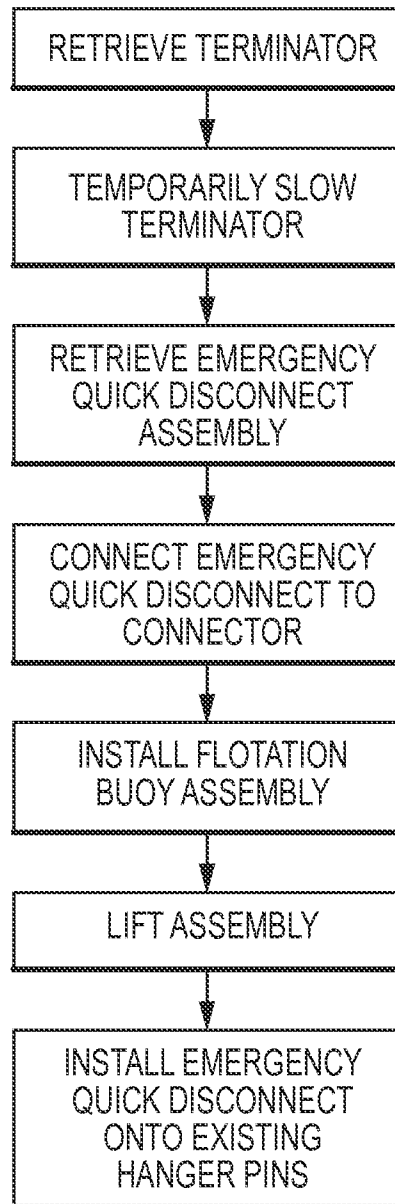 RETRIEVE TERMINATOR
TEMPORARILY SLOW
TERMINATOR
RETRIEVE EMERGENCY
QUICK DISCONNECT
ASSEMBLY
CONNECT EMERGENCY
QUICK DISCONNECT TO
CONNECTOR
INSTALL FLOTATION
BUOY ASSEMBLY
LIFT ASSEMBLY
INSTALL EMERGENCY
QUICK DISCONNECT
ONTO EXISTING
HANGER PINS